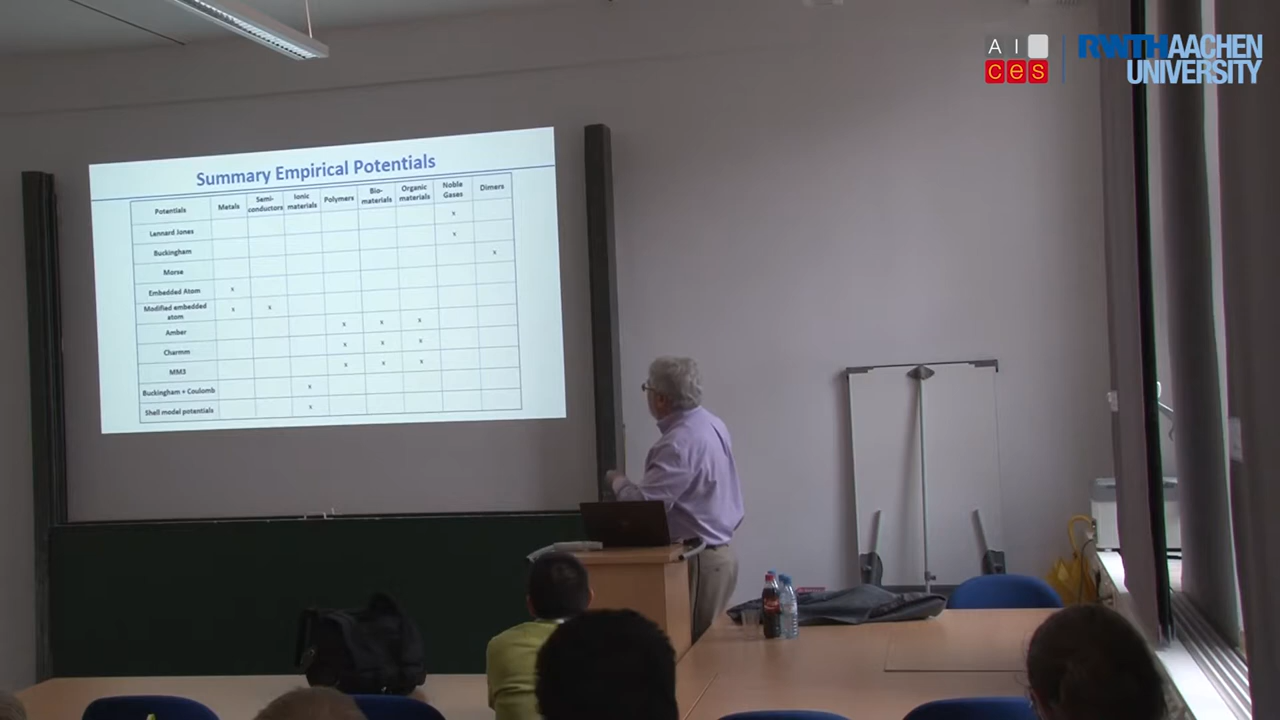 AI
ces
RWTHAACHEN
UNIVERSITY
Summary Empirical Potentials
Potentials Metals Semi-conductors Ionic materials Polymers Bio-materials Organic materials Noble Gases Dimers
x
Lennard Jones
x
Buckingham
x
Morse
Embedded Atom x
Modified embedded atom x x
Amber x x x
Charmm x x x
MM3 x x x
Buckingham + Coulomb x
Shell model potentials x